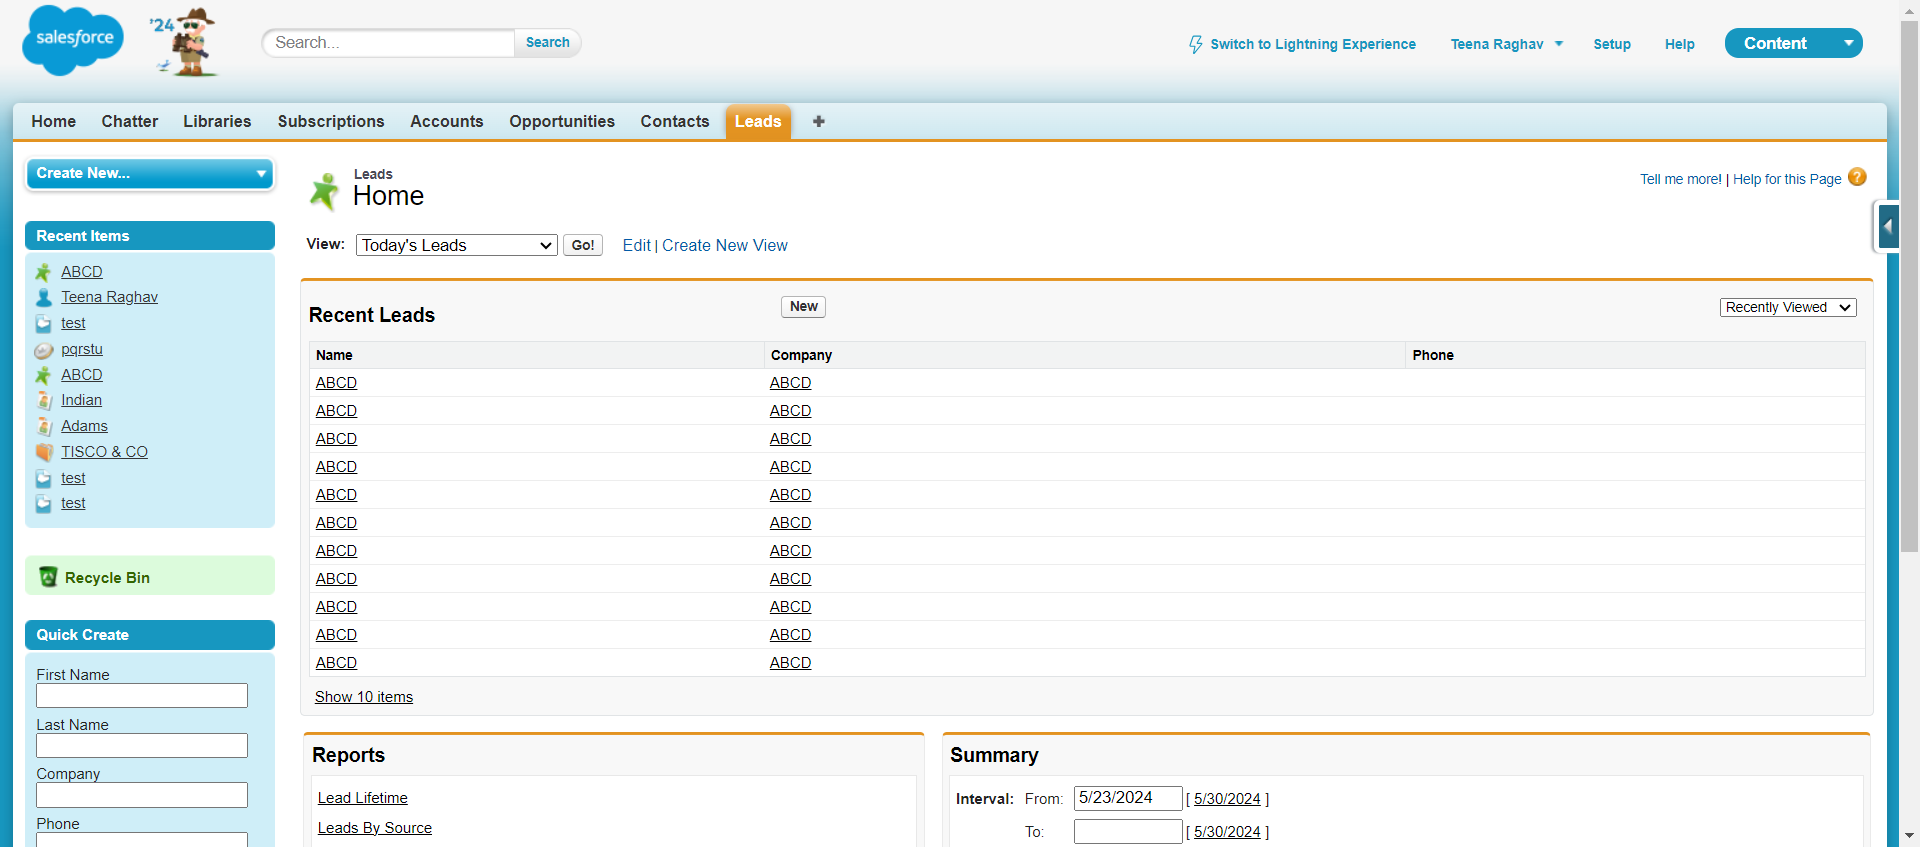 salesforce
'24
Search...
Search
Switch to Lightning Experience
Teena Raghav
Setup
Help
Content
Home
Chatter
Libraries
Subscriptions
Accounts
Opportunities
Contacts
Leads
+
Create New...
Recent Items
ABCD
Teena Raghav
test
pqrstu
ABCD
Indian
Adams
TISCO & CO
test
test
Recycle Bin
Quick Create
First Name
Last Name
Company
Phone
Leads
Home
Tell me more! | Help for this Page ?
View: Today's Leads Go! Edit | Create New View
Recent Leads
New
Recently Viewed
Name Company Phone
ABCD ABCD
ABCD ABCD
ABCD ABCD
ABCD ABCD
ABCD ABCD
ABCD ABCD
ABCD ABCD
ABCD ABCD
ABCD ABCD
ABCD ABCD
ABCD ABCD
Show 10 items
Reports
Lead Lifetime
Leads By Source
Summary
Interval: From: 5/23/2024 [ 5/30/2024 ]
To: [ 5/30/2024 ]